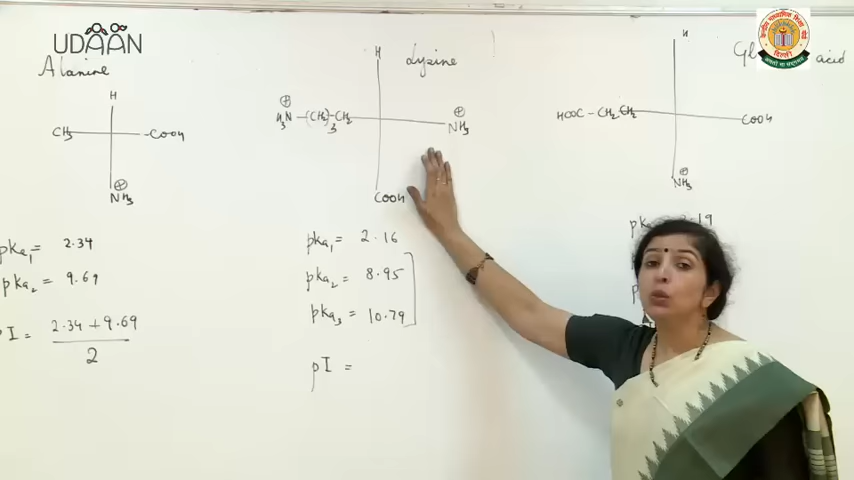 UDAAN
Alanine
H
CH3 COOH
⊕
NH3
pka1 = 2.34
pka2 = 9.69
pI = 2.34 + 9.69
2
Lysine
H
⊕ ⊕
H3N - (CH2)3 - CH2 NH3
COOH
pka1 = 2.16
pka2 = 8.95
pka3 = 10.79
pI =
acid
H
HOOC - CH2 CH2 COOH
⊕
NH3